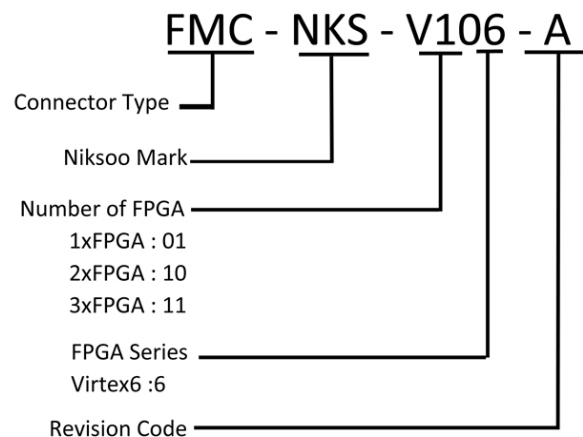 FMC - NKS - V106 - A
Connector Type
Niksoo Mark
Number of FPGA
1xFPGA : 01
2xFPGA : 10
3xFPGA : 11
FPGA Series
Virtex6 :6
Revision Code